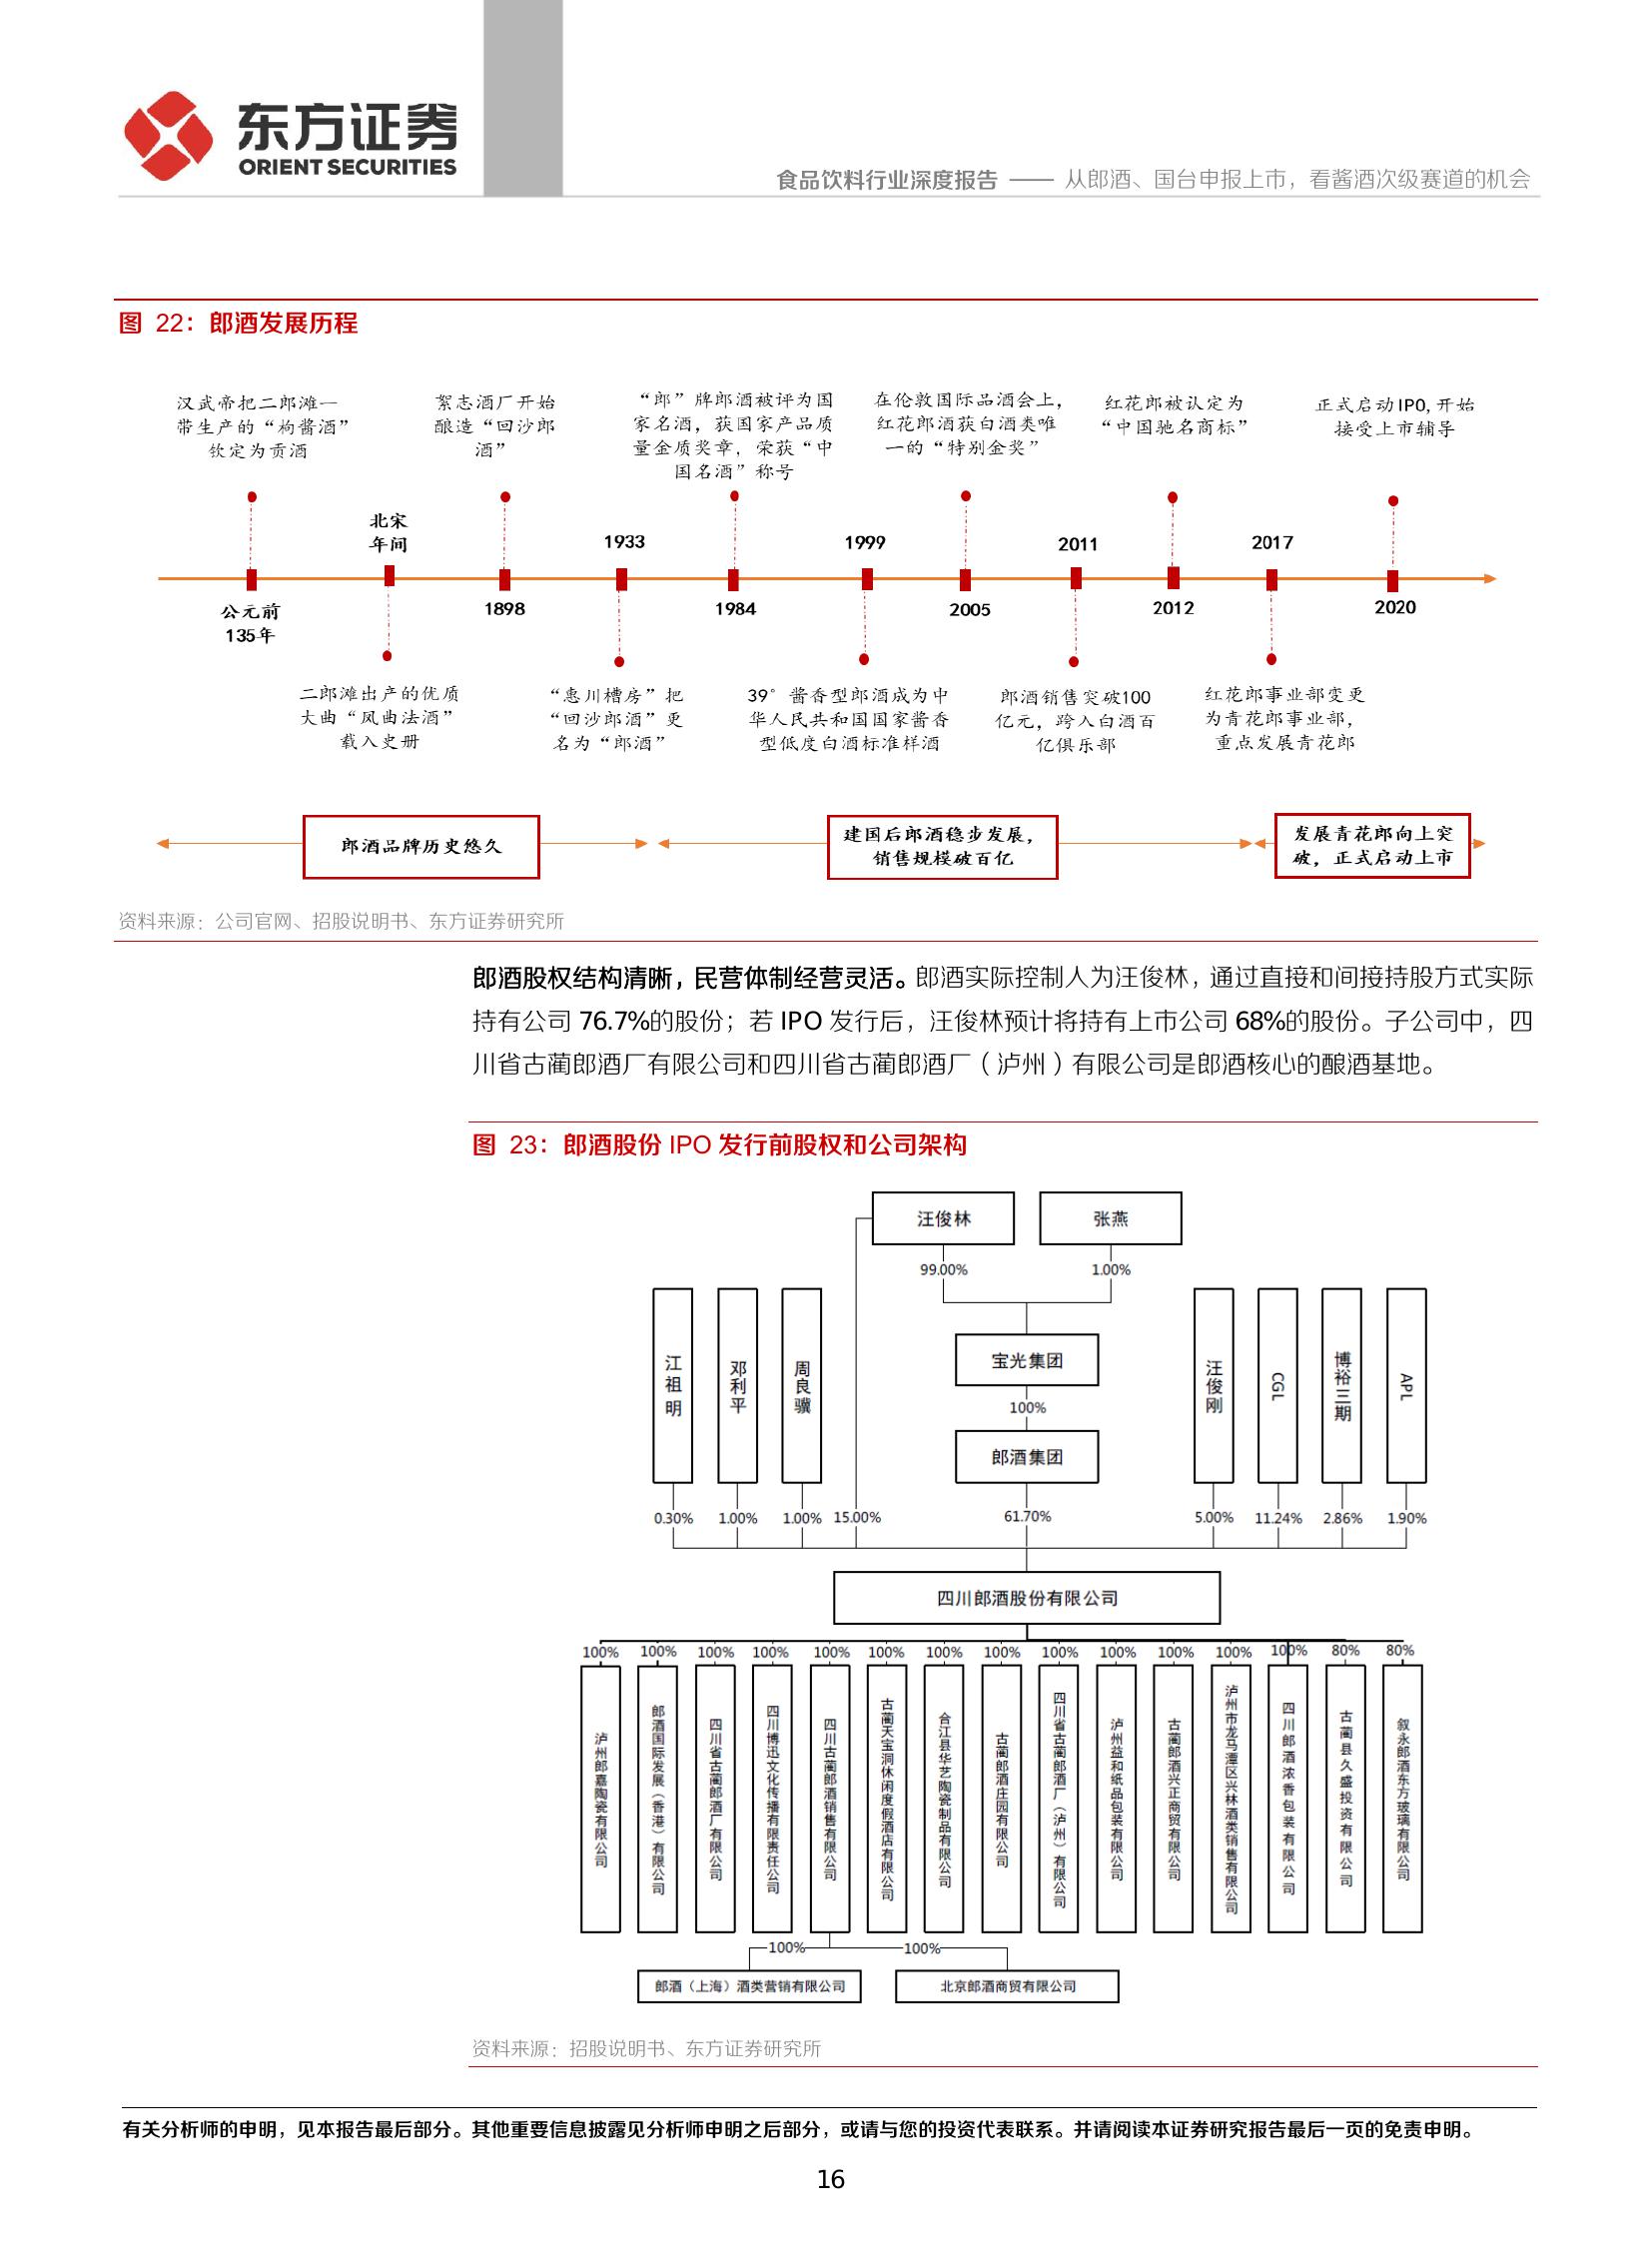 东方证券
ORIENT SECURITIES
食品饮料行业深度报告 —— 从郎酒、国台申报上市，看酱酒次级赛道的机会
图 22：郎酒发展历程
汉武帝把二郎滩一
带生产的“枸酱酒”
钦定为贡酒
絮志酒厂开始
酿造“回沙郎
酒”
“郎”牌郎酒被评为国
家名酒，获国家产品质
量金质奖章，荣获“中
国名酒”称号
在伦敦国际品酒会上，
红花郎酒获白酒类唯
一的“特别金奖”
红花郎被认定为
“中国驰名商标”
正式启动IPO,开始
接受上市辅导
北宋
年间
1933
1999
2011
2017
公元前
135年
1898
1984
2005
2012
2020
二郎滩出产的优质
大曲“凤曲法酒”
载入史册
“惠川槽房”把
“回沙郎酒”更
名为“郎酒”
39°酱香型郎酒成为中
华人民共和国国家酱香
型低度白酒标准样酒
郎酒销售突破100
亿元，跨入白酒百
亿俱乐部
红花郎事业部变更
为青花郎事业部，
重点发展青花郎
郎酒品牌历史悠久
建国后郎酒稳步发展，
销售规模破百亿
发展青花郎向上突
破，正式启动上市
资料来源：公司官网、招股说明书、东方证券研究所
郎酒股权结构清晰，民营体制经营灵活。郎酒实际控制人为汪俊林，通过直接和间接持股方式实际
持有公司 76.7%的股份；若 IPO 发行后，汪俊林预计将持有上市公司 68%的股份。子公司中，四
川省古蔺郎酒厂有限公司和四川省古蔺郎酒厂（泸州）有限公司是郎酒核心的酿酒基地。
图 23：郎酒股份 IPO 发行前股权和公司架构
汪俊林
张燕
99.00%
1.00%
江祖明
邓利平
周良骥
宝光集团
100%
郎酒集团
汪俊刚
CGL
博裕三期
APL
0.30%
1.00%
1.00%
15.00%
61.70%
5.00%
11.24%
2.86%
1.90%
四川郎酒股份有限公司
100%
100%
100%
100%
100%
100%
100%
100%
100%
100%
100%
100%
100%
80%
80%
泸州郎嘉陶瓷有限公司
郎酒国际发展（香港）有限公司
四川省古蔺郎酒厂有限公司
四川博迅文化传播有限责任公司
四川古蔺郎酒销售有限公司
古蔺天宝洞休闲度假酒店有限公司
合江县华艺陶瓷制品有限公司
古蔺郎酒庄园有限公司
四川省古蔺郎酒厂（泸州）有限公司
泸州益和纸品包装有限公司
古蔺郎酒兴正商贸有限公司
泸州市龙马潭区兴林酒类销售有限公司
四川郎酒浓香包装有限公司
古蔺县久盛投资有限公司
叙永郎酒东方玻璃有限公司
100%
100%
郎酒（上海）酒类营销有限公司
北京郎酒商贸有限公司
资料来源：招股说明书、东方证券研究所
有关分析师的申明，见本报告最后部分。其他重要信息披露见分析师申明之后部分，或请与您的投资代表联系。并请阅读本证券研究报告最后一页的免责申明。
16